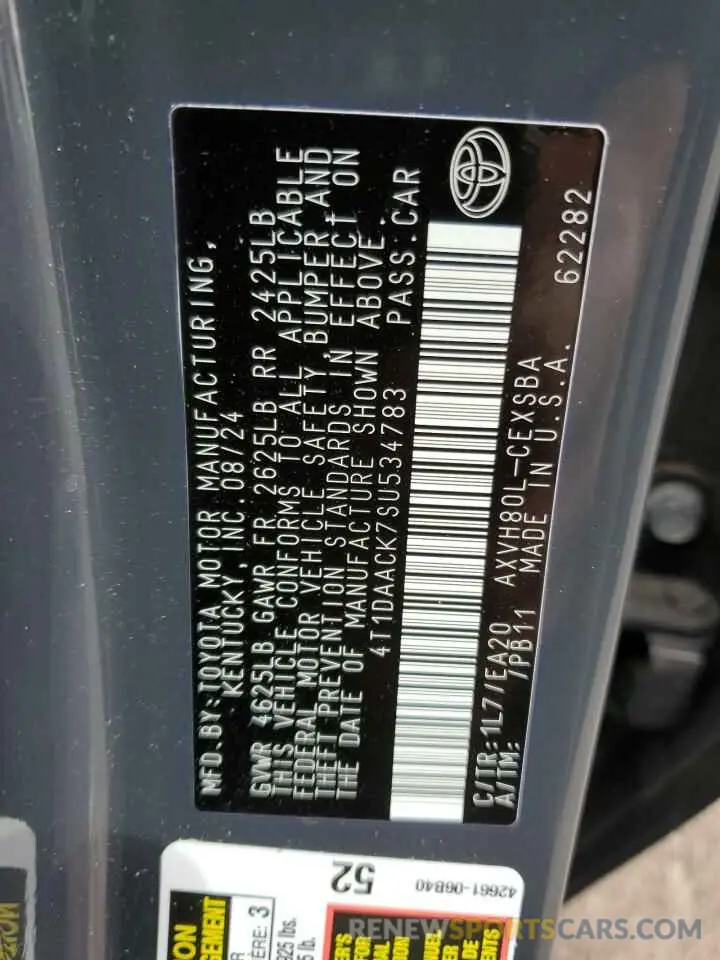 MFD. BY: TOYOTA MOTOR MANUFACTURING,
KENTUCKY, INC. 08/24
GVWR 4625LB GAWR FR 2625LB RR 2425LB
THIS VEHICLE CONFORMS TO ALL APPLICABLE
FEDERAL MOTOR VEHICLE SAFETY, BUMPER, AND
THEFT PREVENTION STANDARDS IN EFFECT ON
THE DATE OF MANUFACTURE SHOWN ABOVE.
4T1DAACK7SU534783 PASS.CAR
C/TR: 1L7/EA20 AXVH80L-CEXSBA
A/TM: /PB11 MADE IN U.S.A. 62282
52
42661-06B40
3
825 lbs.
RENEWSPORTSCARS.COM